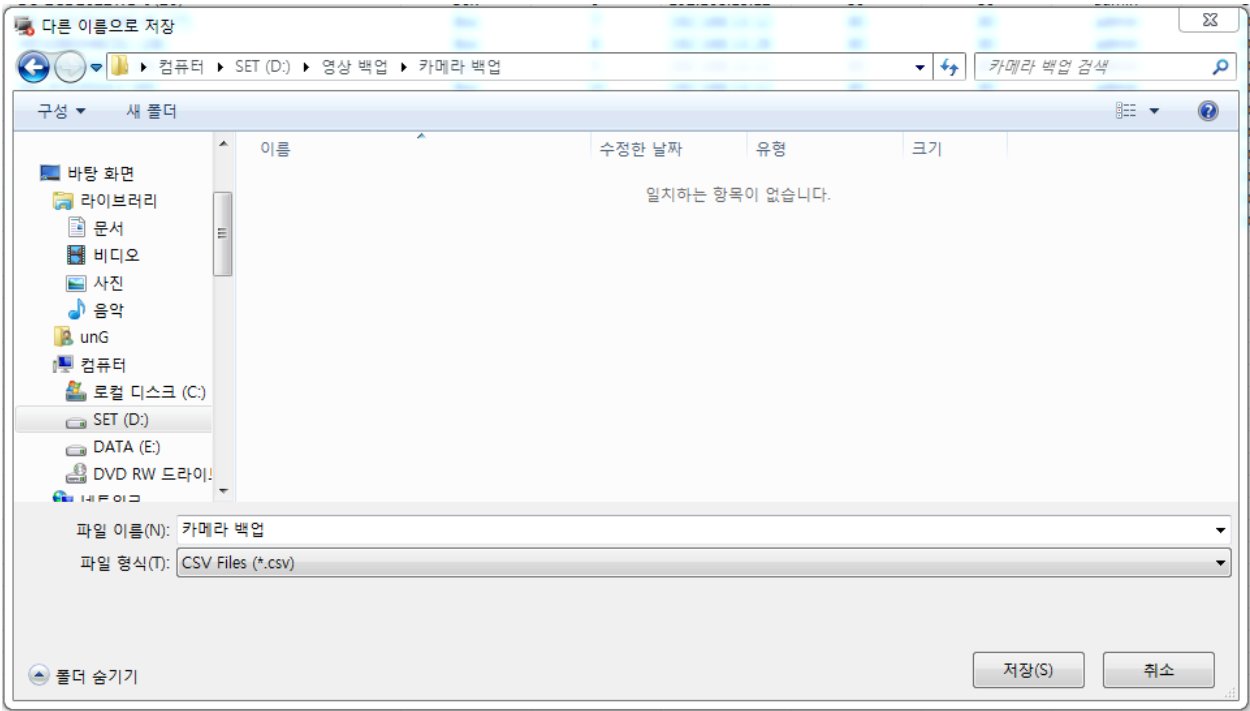 다른 이름으로 저장
컴퓨터 SET (D:) 영상 백업 카메라 백업
카메라 백업 검색
구성 새 폴더
이름 수정한 날짜 유형 크기
일치하는 항목이 없습니다.
바탕 화면
라이브러리
문서
비디오
사진
음악
unG
컴퓨터
로컬 디스크 (C:)
SET (D:)
DATA (E:)
DVD RW
파일 이름(N): 카메라 백업
파일 형식(T): CSV Files (*.csv)
폴더 숨기기
저장(S) 취소